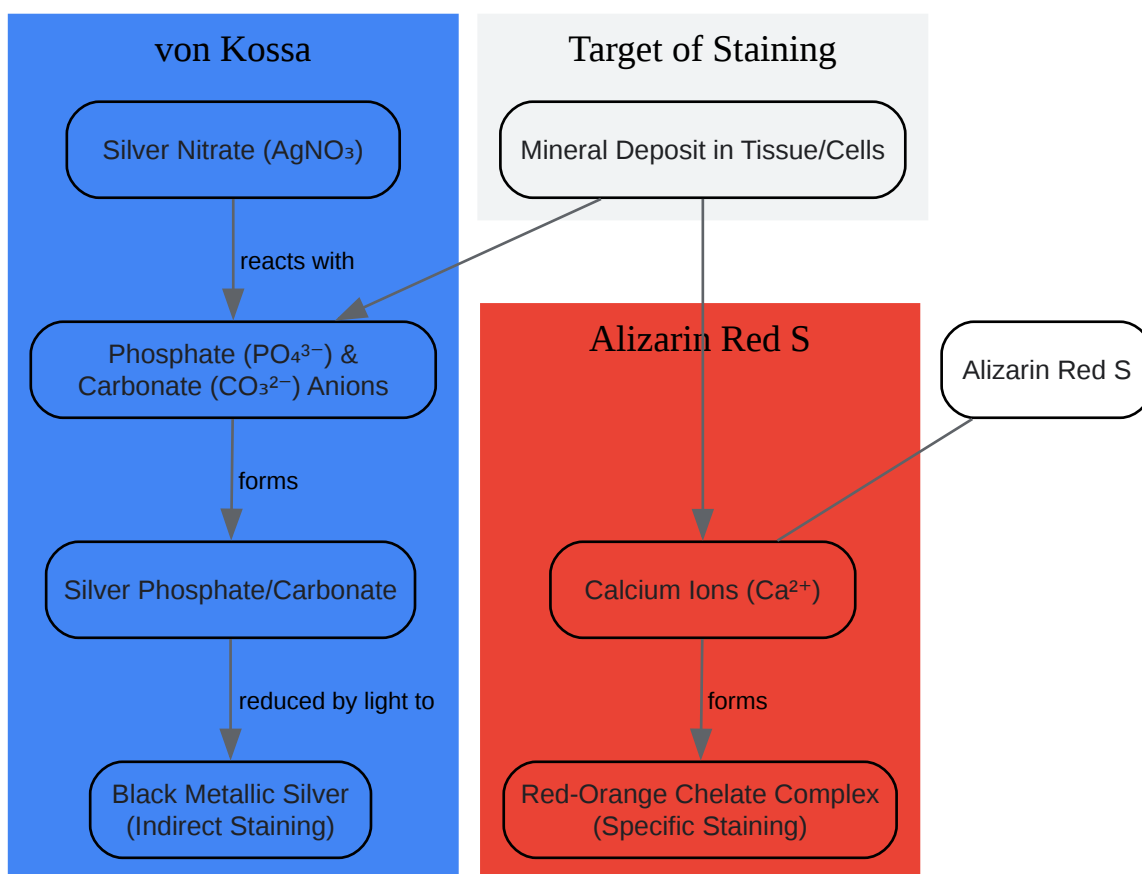 von Kossa
Silver Nitrate (AgNO₃)
reacts with
Phosphate (PO₄³⁻) &
Carbonate (CO₃²⁻) Anions
forms
Silver Phosphate/Carbonate
reduced by light to
Black Metallic Silver
(Indirect Staining)
Target of Staining
Mineral Deposit in Tissue/Cells
Alizarin Red S
Calcium Ions (Ca²⁺)
forms
Red-Orange Chelate Complex
(Specific Staining)
Alizarin Red S